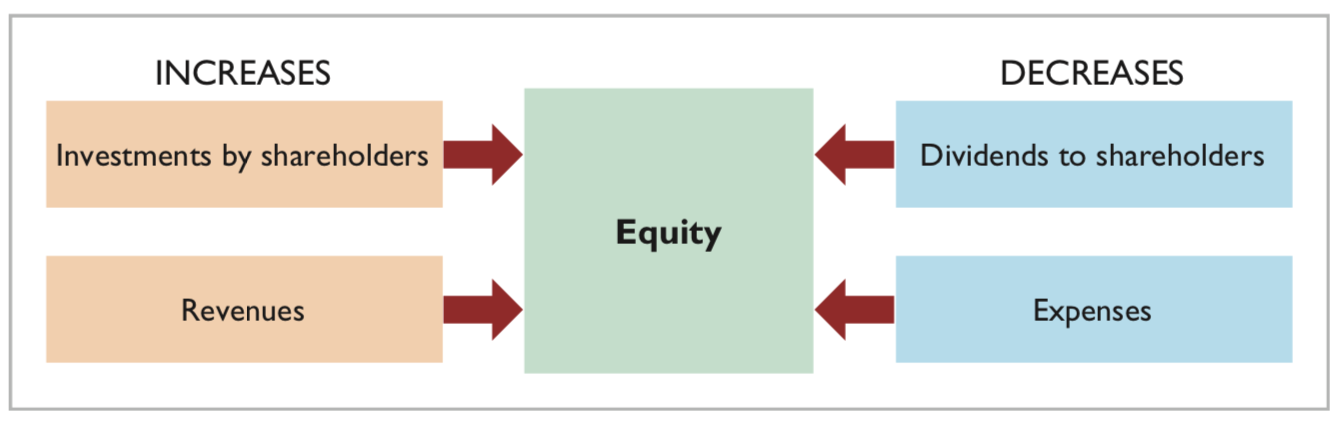 INCREASES
Investments by shareholders
Revenues
Equity
DECREASES
Dividends to shareholders
Expenses